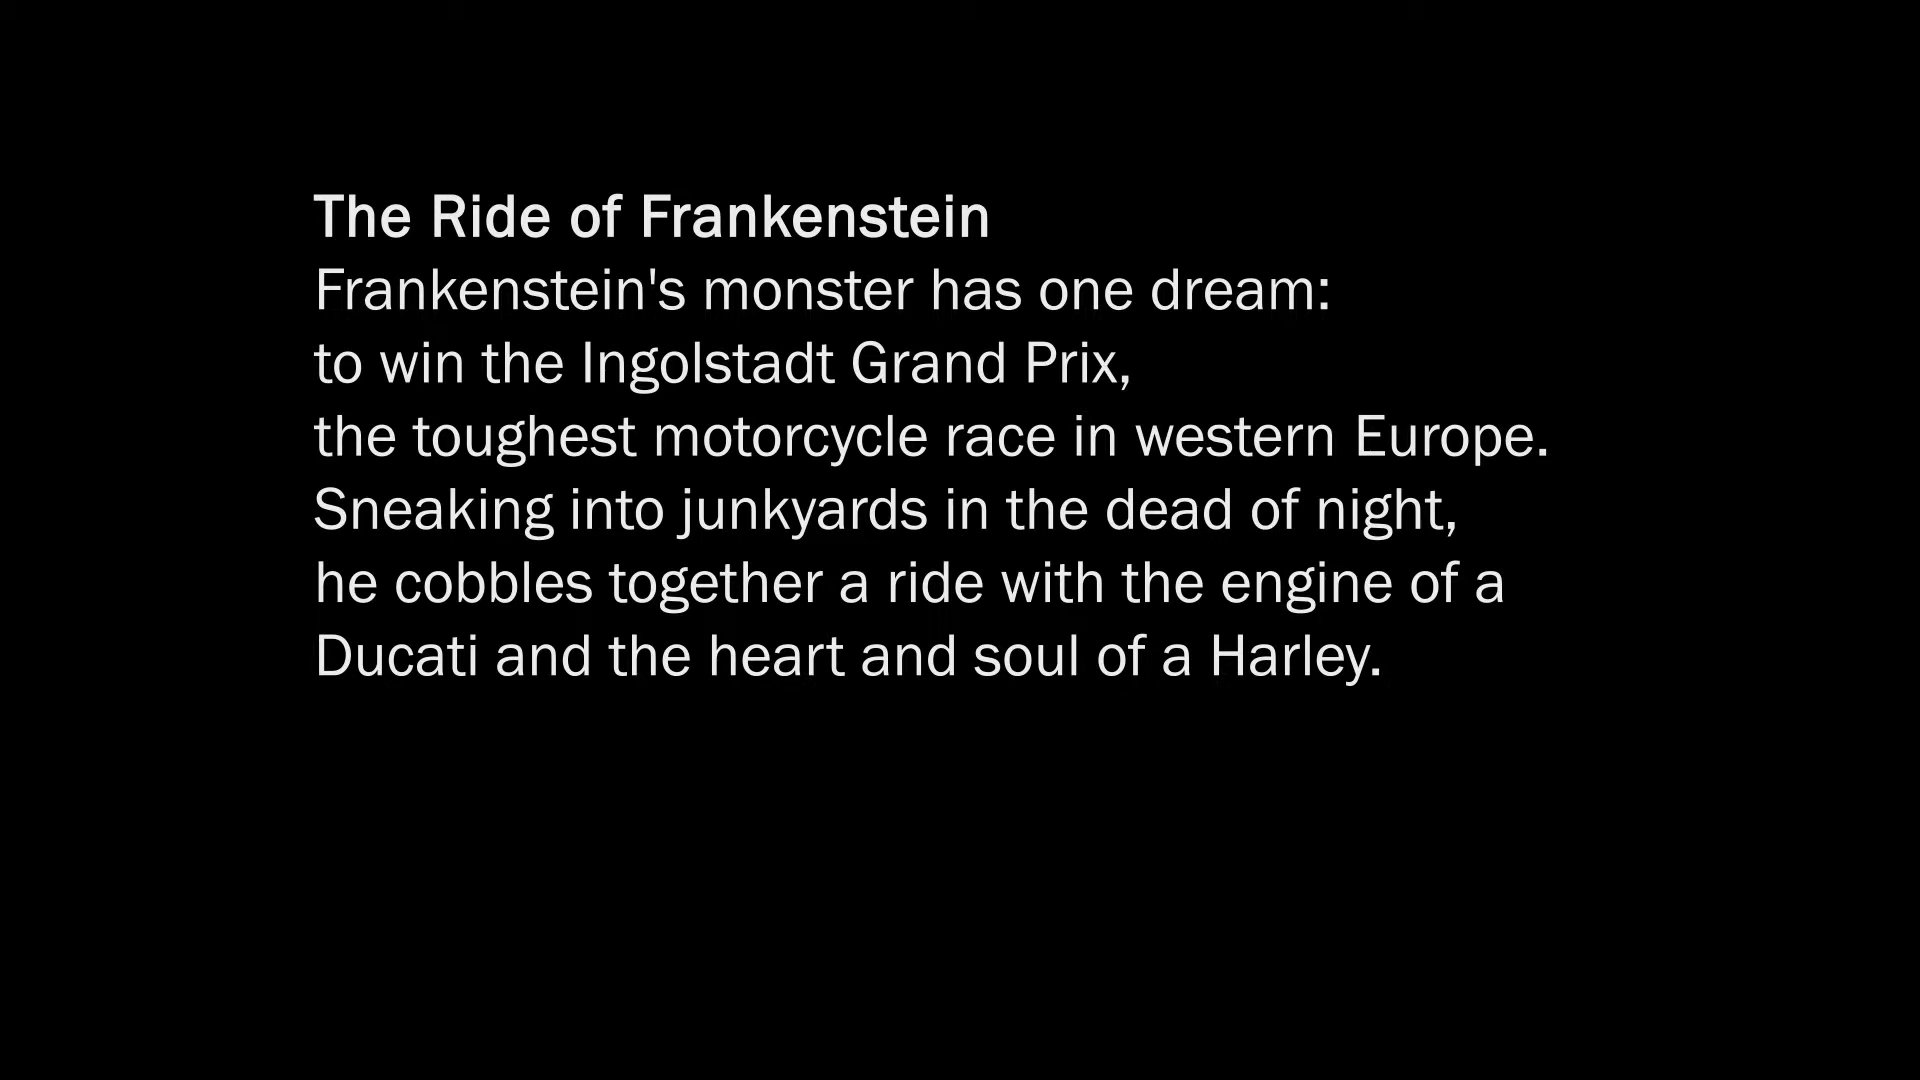 The Ride of Frankenstein
Frankenstein's monster has one dream:
to win the Ingolstadt Grand Prix,
the toughest motorcycle race in western Europe.
Sneaking into junkyards in the dead of night,
he cobbles together a ride with the engine of a
Ducati and the heart and soul of a Harley.